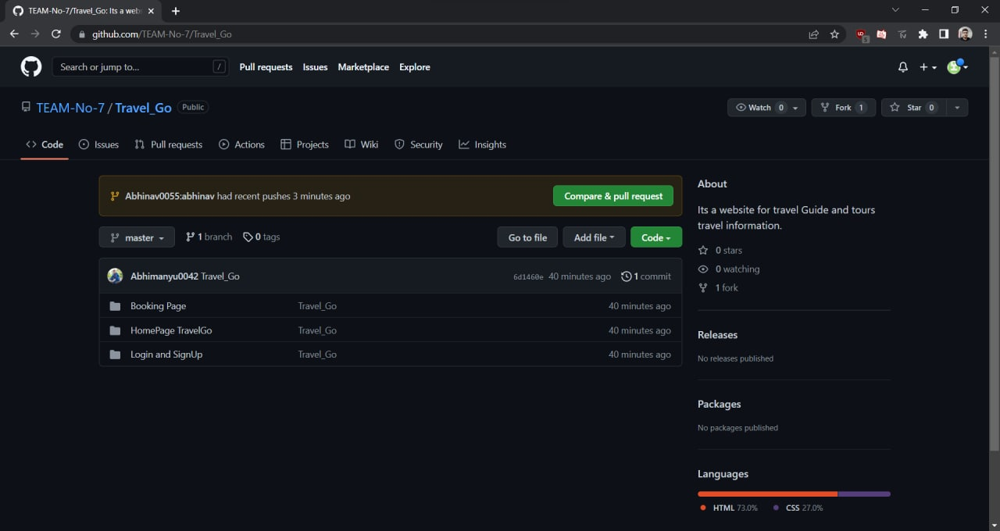 TEAM-No-7/Travel_Go: Its a web
github.com/TEAM-No-7/Travel_Go
Search or jump to... /
Pull requests Issues Marketplace Explore
TEAM-No-7 / Travel_Go Public
Watch 0 Fork 1 Star 0
Code Issues Pull requests Actions Projects Wiki Security Insights
Abhinav0055:abhinav had recent pushes 3 minutes ago Compare & pull request
master 1 branch 0 tags Go to file Add file Code
Abhimanyu0042 Travel_Go 6d1460e 40 minutes ago 1 commit
Booking Page Travel_Go 40 minutes ago
HomePage TravelGo Travel_Go 40 minutes ago
Login and SignUp Travel_Go 40 minutes ago
About
Its a website for travel Guide and tours
travel information.
0 stars
0 watching
1 fork
Releases
No releases published
Packages
No packages published
Languages
HTML 73.0% CSS 27.0%